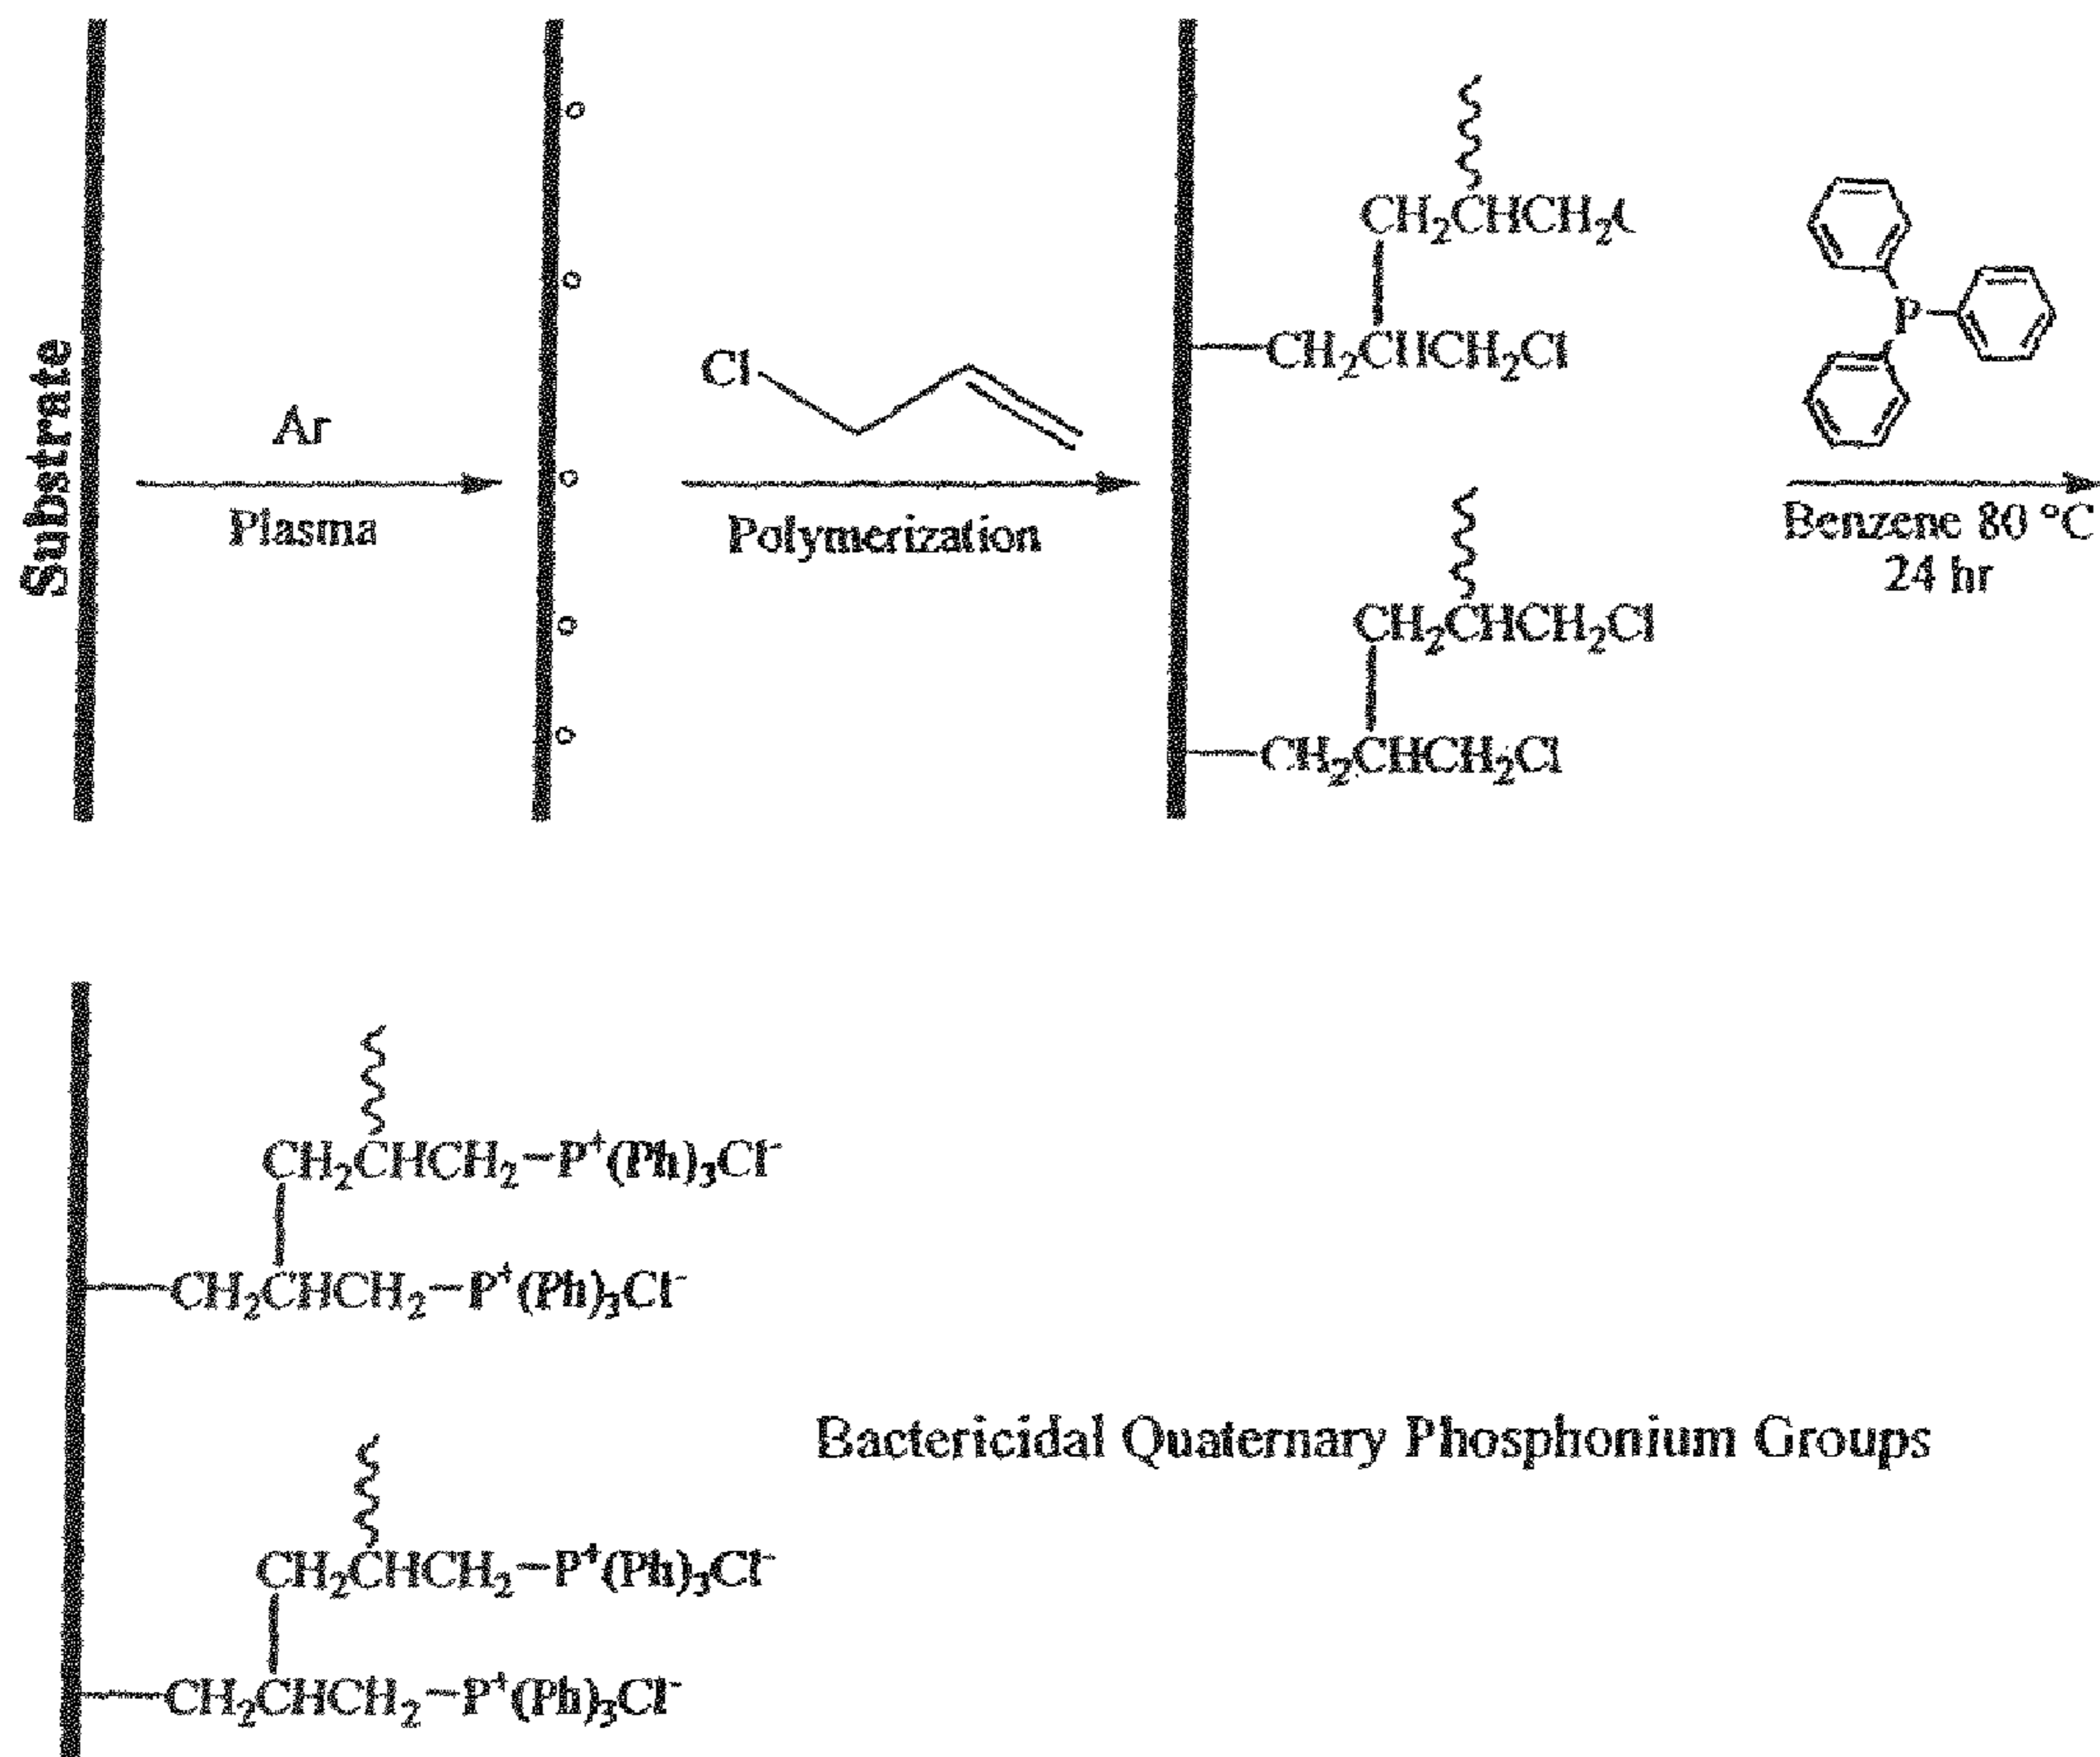 Substrate
Ar
Plasma
Cl
Polymerization
CH₂CHCH₂C
CH₂CHCH₂Cl
CH₂CHCH₂Cl
CH₂CHCH₂Cl
P
Benzene 80 °C
24 hr
CH₂CHCH₂–P⁺(Ph)₃Cl⁻
CH₂CHCH₂–P⁺(Ph)₃Cl⁻
Bactericidal Quaternary Phosphonium Groups
CH₂CHCH₂–P⁺(Ph)₃Cl⁻
CH₂CHCH₂–P⁺(Ph)₃Cl⁻